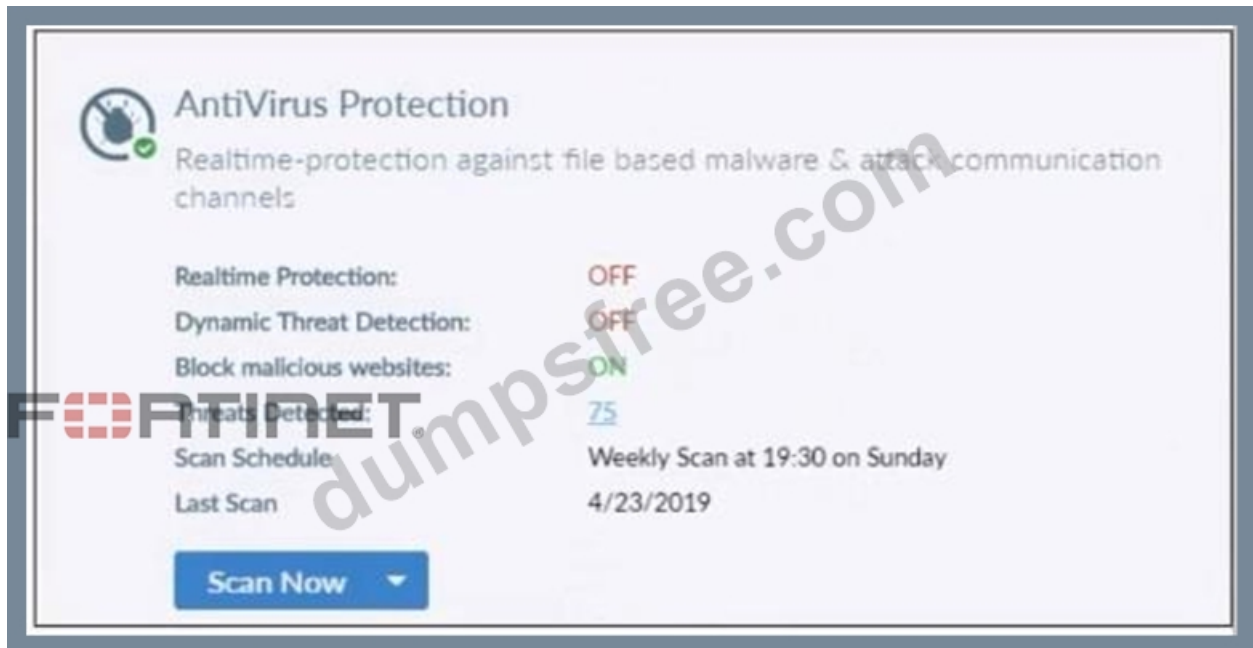 AntiVirus Protection
Realtime-protection against file based malware & attack communication
channels
Realtime Protection: OFF
Dynamic Threat Detection: OFF
Block malicious websites: ON
Threats Detected: 75
Scan Schedule Weekly Scan at 19:30 on Sunday
Last Scan 4/23/2019
Scan Now
FORTINET
dumpsfree.com